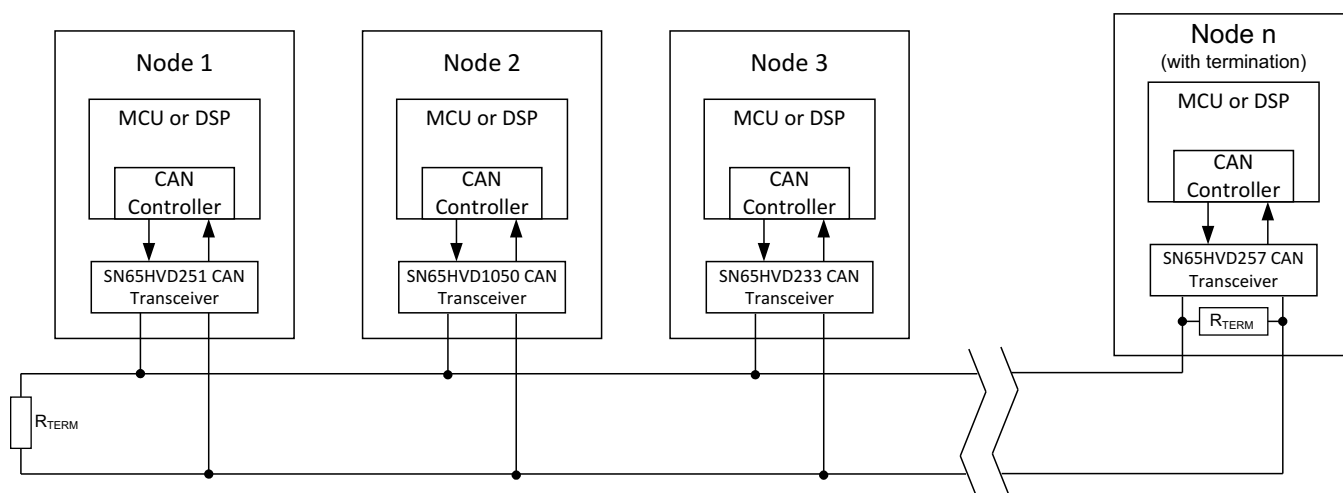 Node 1
MCU or DSP
CAN
Controller
SN65HVD251 CAN
Transceiver
Node 2
MCU or DSP
CAN
Controller
SN65HVD1050 CAN
Transceiver
Node 3
MCU or DSP
CAN
Controller
SN65HVD233 CAN
Transceiver
Node n
(with termination)
MCU or DSP
CAN
Controller
SN65HVD257 CAN
Transceiver
RTERM
RTERM